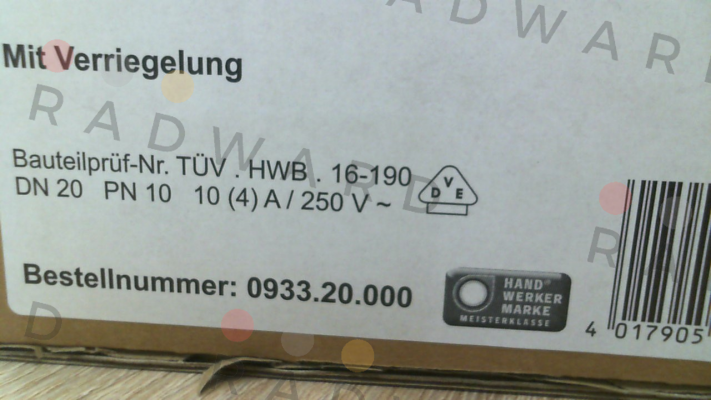 Mit Verriegelung
RADWARD
Bauteilprüf-Nr. TÜV . HWB . 16-190
DN 20 PN 10 10 (4) A / 250 V ~
DVE
Bestellnummer: 0933.20.000
HAND
WERKER
MARKE
MEISTERKLASSE
4 017905